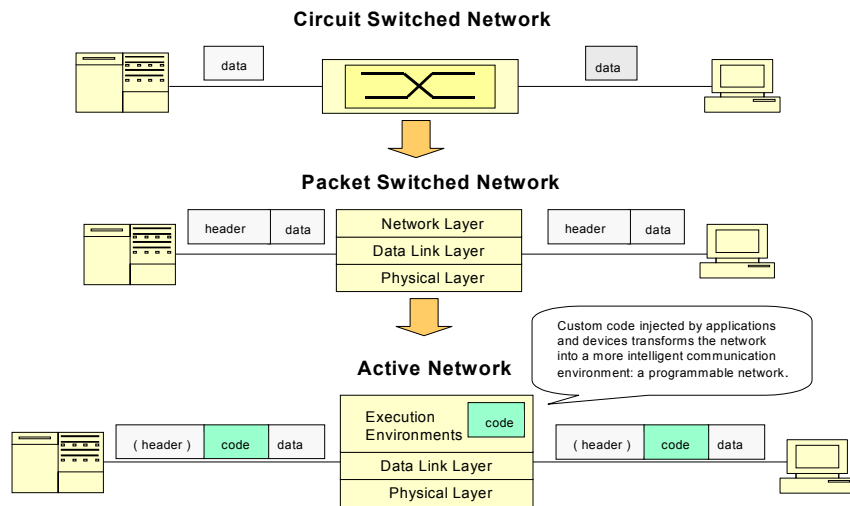 Circuit Switched Network
data
data
Packet Switched Network
header
data
Network Layer
Data Link Layer
Physical Layer
header
data
Custom code injected by applications
and devices transforms the network
into a more intelligent communication
environment: a programmable network.
Active Network
( header )
code
data
Execution
Environments
code
Data Link Layer
Physical Layer
( header )
code
data